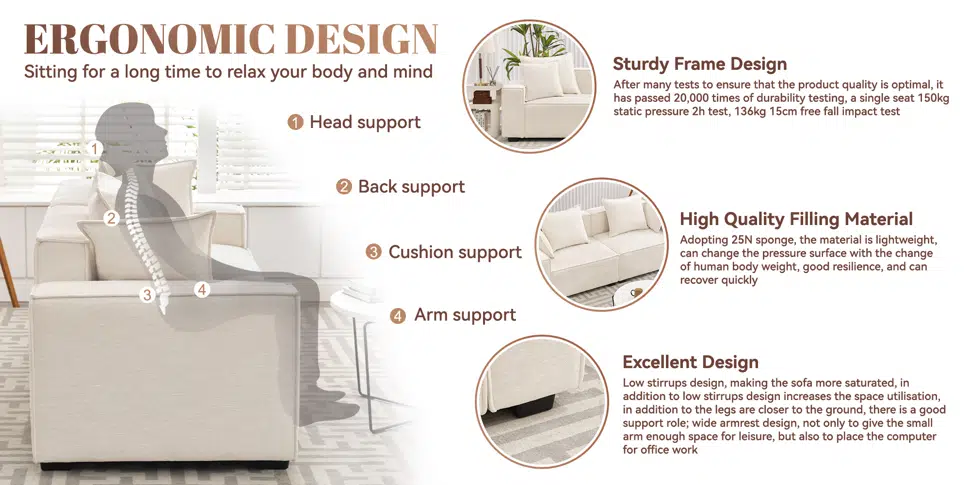 ERGONOMIC DESIGN
Sitting for a long time to relax your body and mind
1 Head support
2 Back support
3 Cushion support
4 Arm support
1
2
3
4
Sturdy Frame Design
After many tests to ensure that the product quality is optimal, it
has passed 20,000 times of durability testing, a single seat 150kg
static pressure 2h test, 136kg 15cm free fall impact test
High Quality Filling Material
Adopting 25N sponge, the material is lightweight,
can change the pressure surface with the change
of human body weight, good resilience, and can
recover quickly
Excellent Design
Low stirrups design, making the sofa more saturated, in
addition to low stirrups design increases the space utilisation,
in addition to the legs are closer to the ground, there is a good
support role; wide armrest design, not only to give the small
arm enough space for leisure, but also to place the computer
for office work